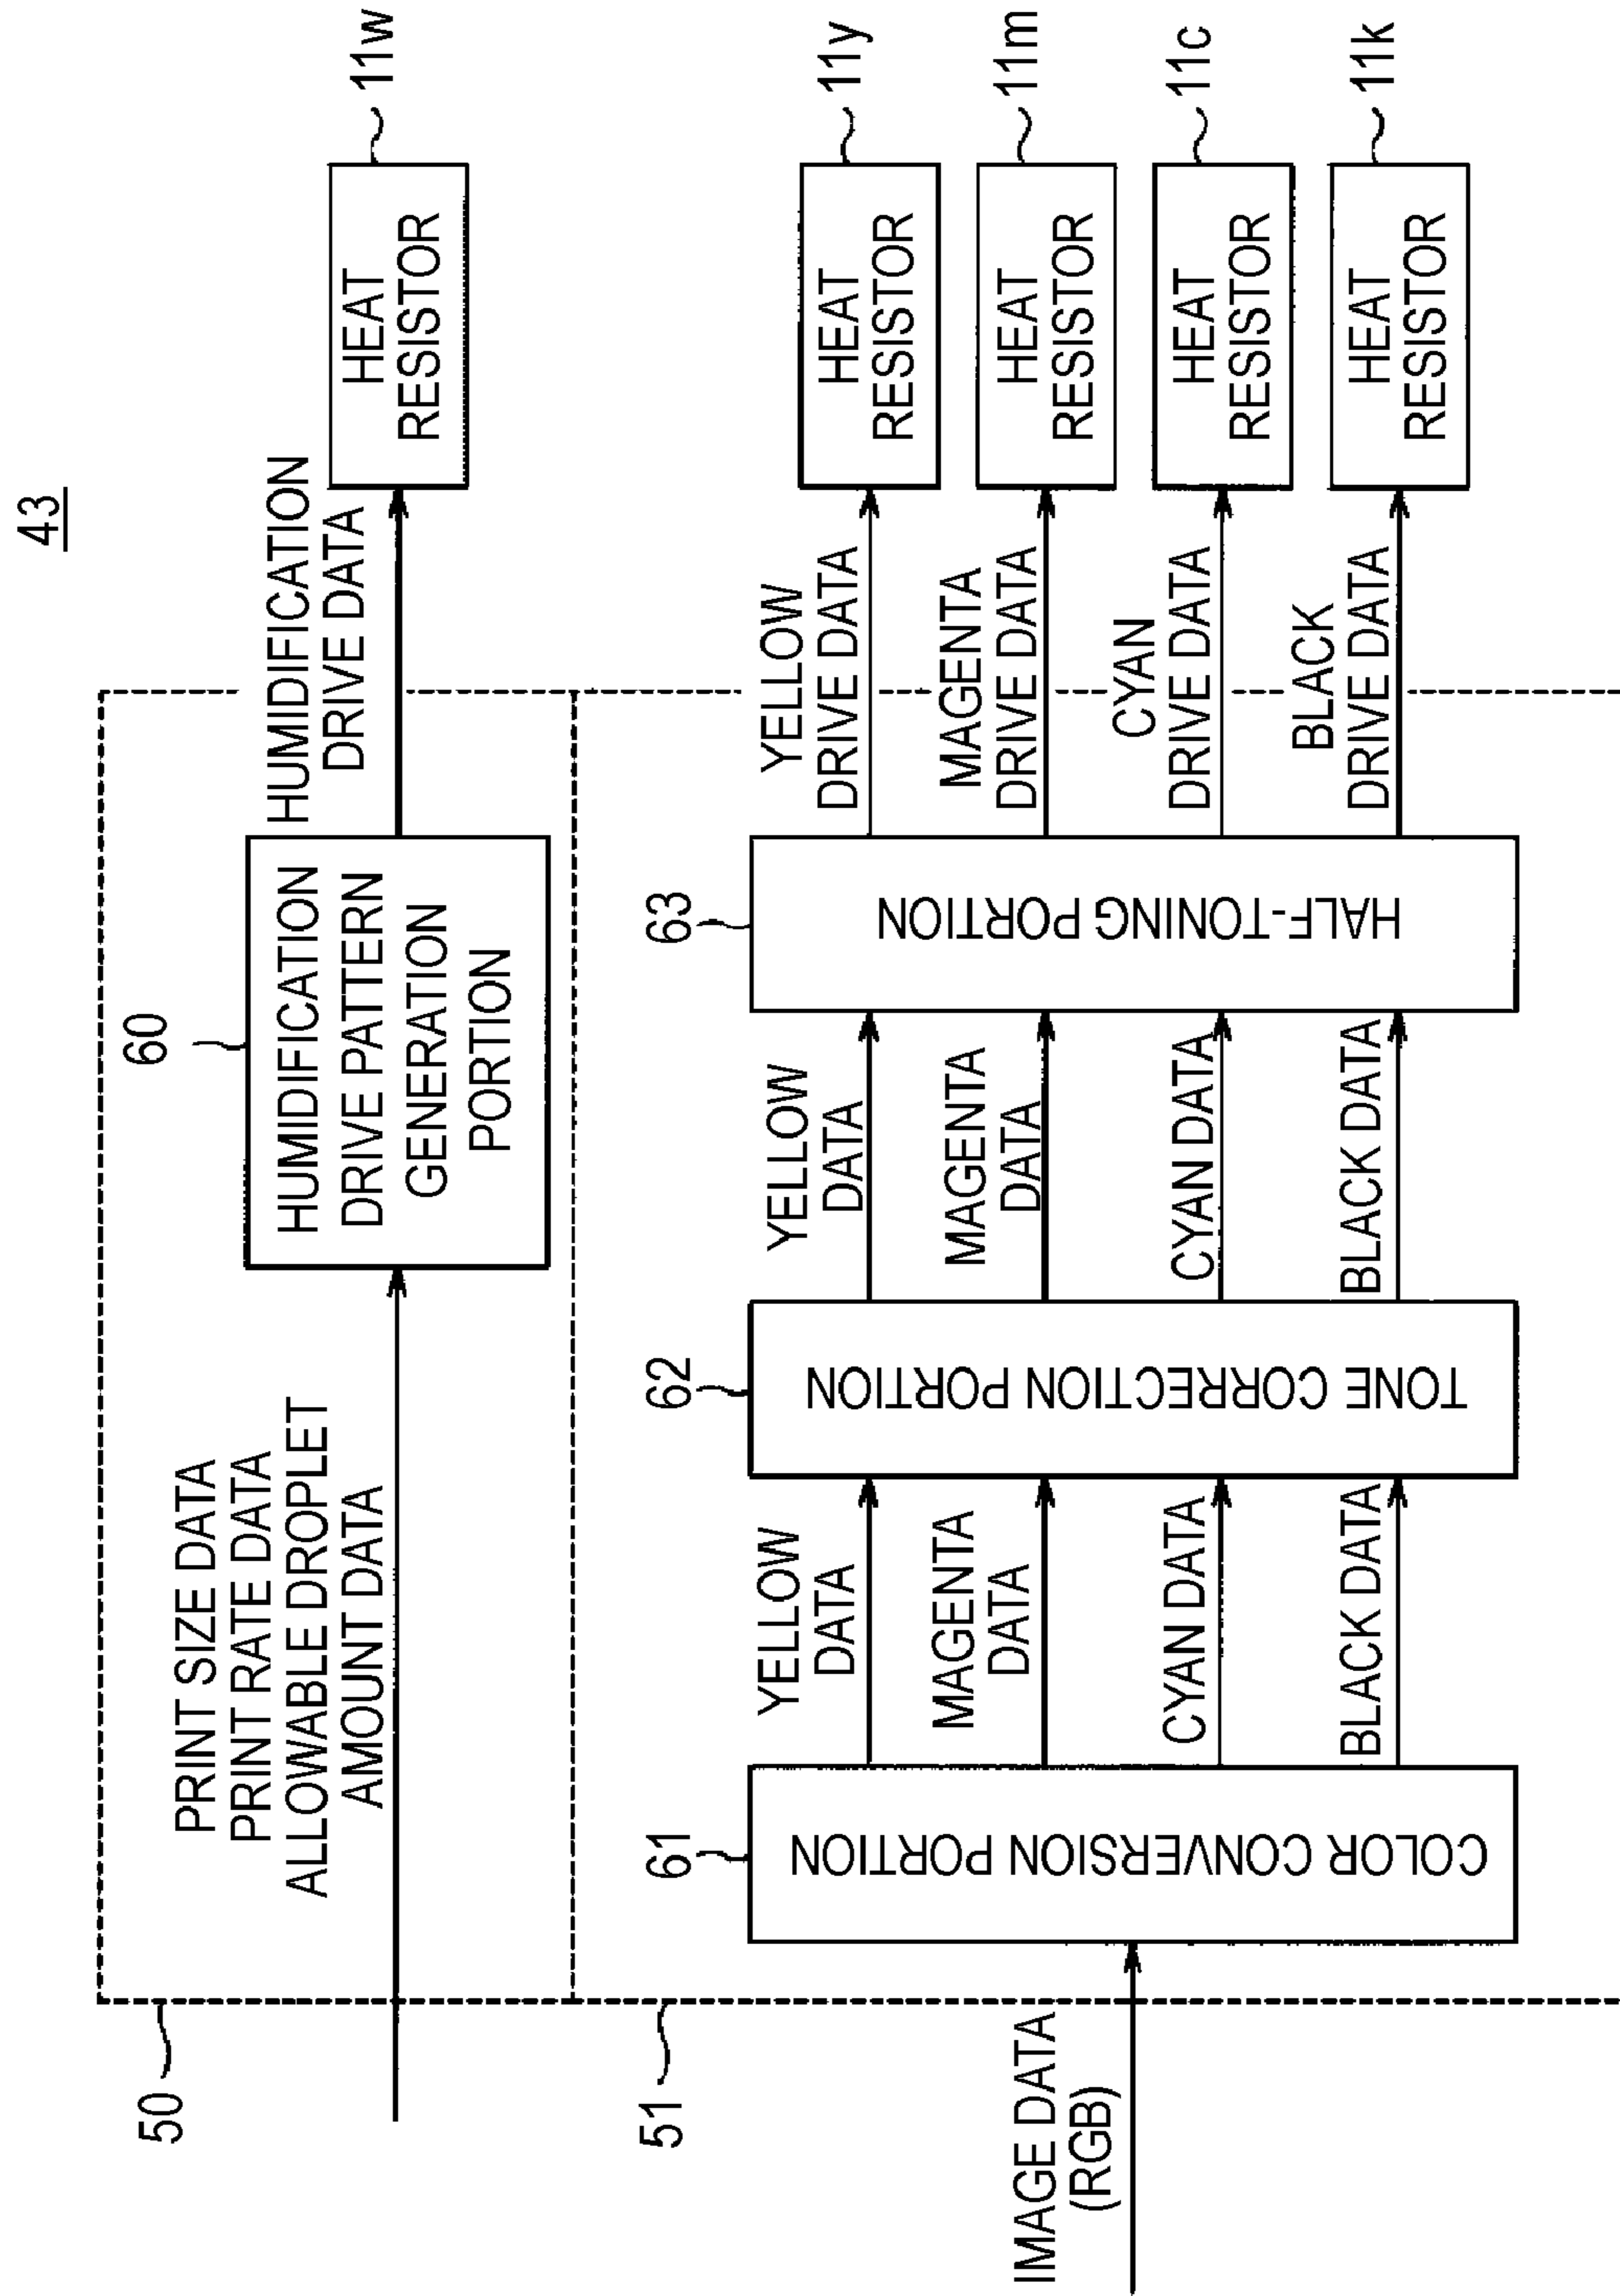 43
50
PRINT SIZE DATA
PRINT RATE DATA
ALLOWABLE DROPLET
AMOUNT DATA
60
HUMIDIFICATION
DRIVE PATTERN
GENERATION
PORTION
HUMIDIFICATION
DRIVE DATA
HEAT
RESISTOR
11w
51
IMAGE DATA
(RGB)
61
COLOR CONVERSION PORTION
YELLOW
DATA
MAGENTA
DATA
CYAN DATA
BLACK DATA
62
TONE CORRECTION PORTION
YELLOW
DATA
MAGENTA
DATA
CYAN DATA
BLACK DATA
63
HALF-TONING PORTION
YELLOW
DRIVE DATA
MAGENTA
DRIVE DATA
CYAN
DRIVE DATA
BLACK
DRIVE DATA
HEAT
RESISTOR
11y
HEAT
RESISTOR
11m
HEAT
RESISTOR
11c
HEAT
RESISTOR
11k